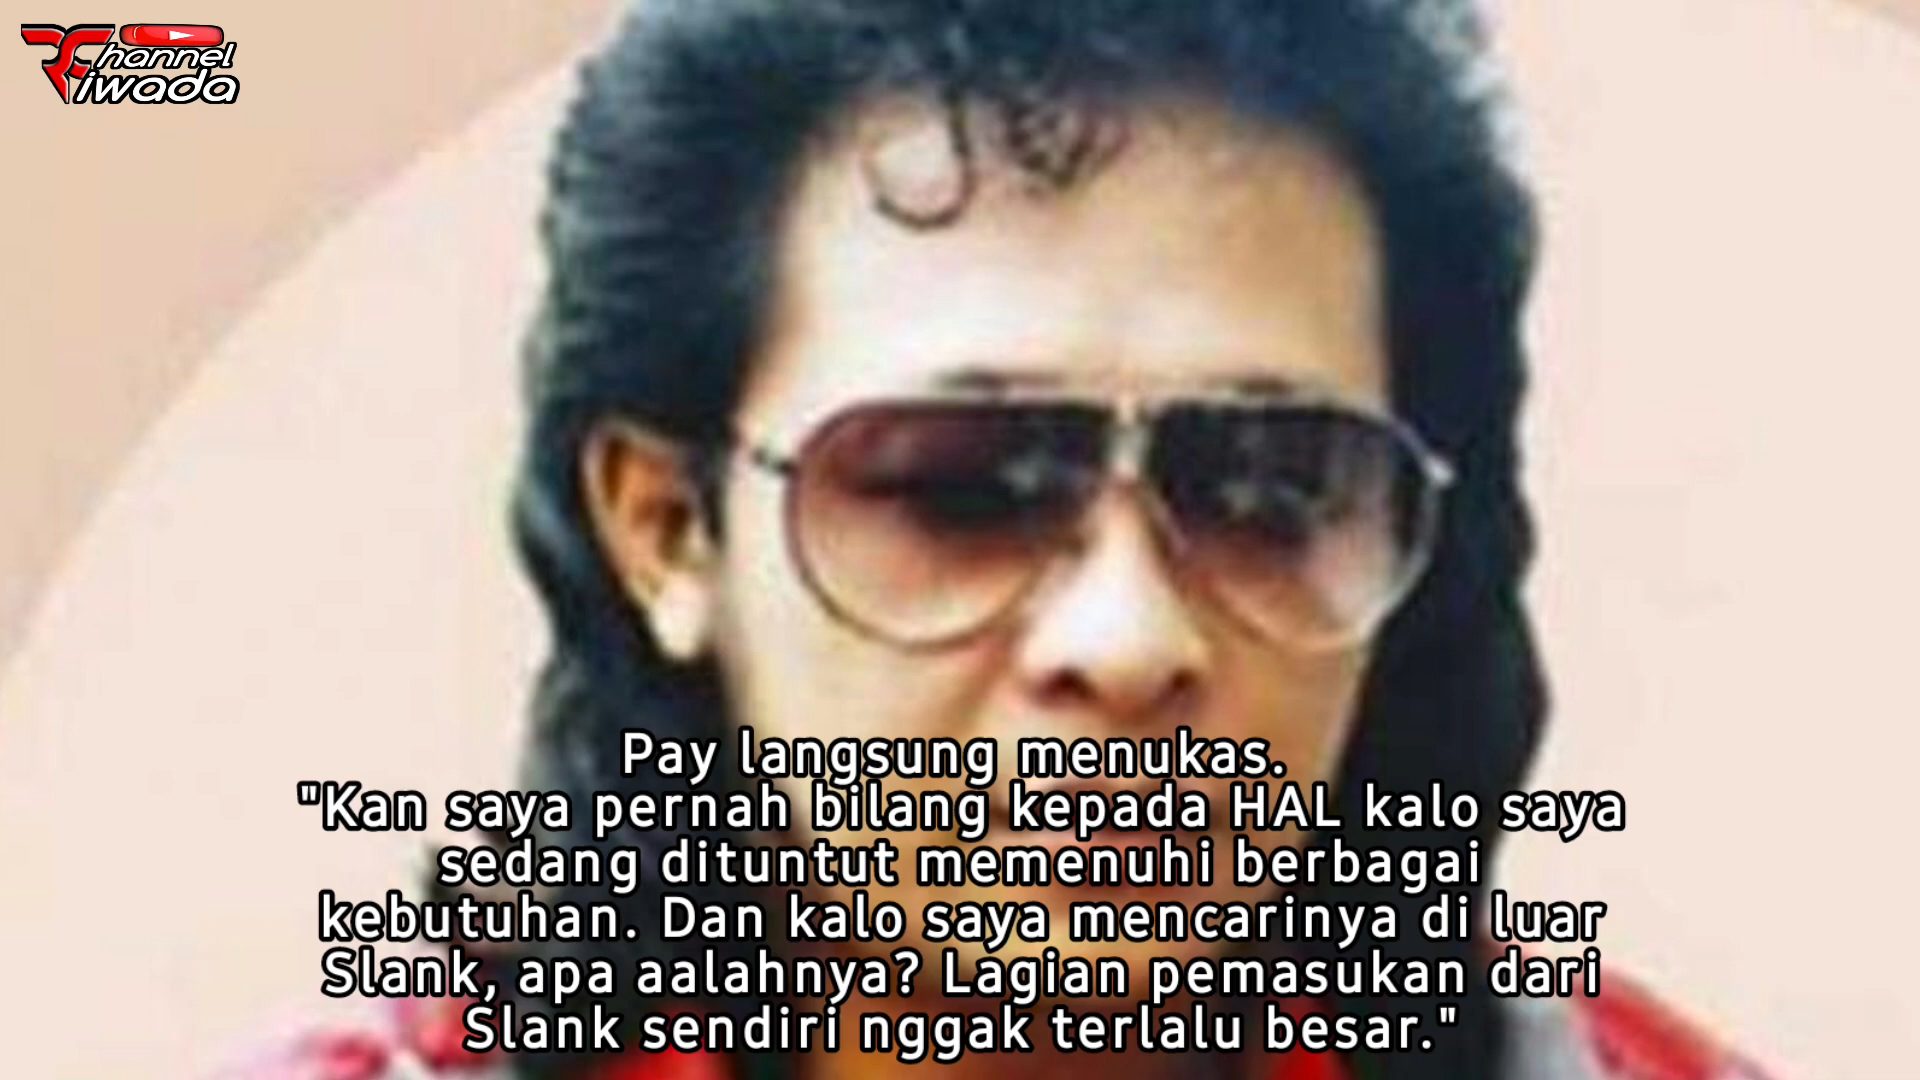 Channel
Tiwada
Pay langsung menukas.
"Kan saya pernah bilang kepada HAL kalo saya
sedang dituntut memenuhi berbagai
kebutuhan. Dan kalo saya mencarinya di luar
Slank, apa aalahnya? Lagian pemasukan dari
Slank sendiri nggak terlalu besar."